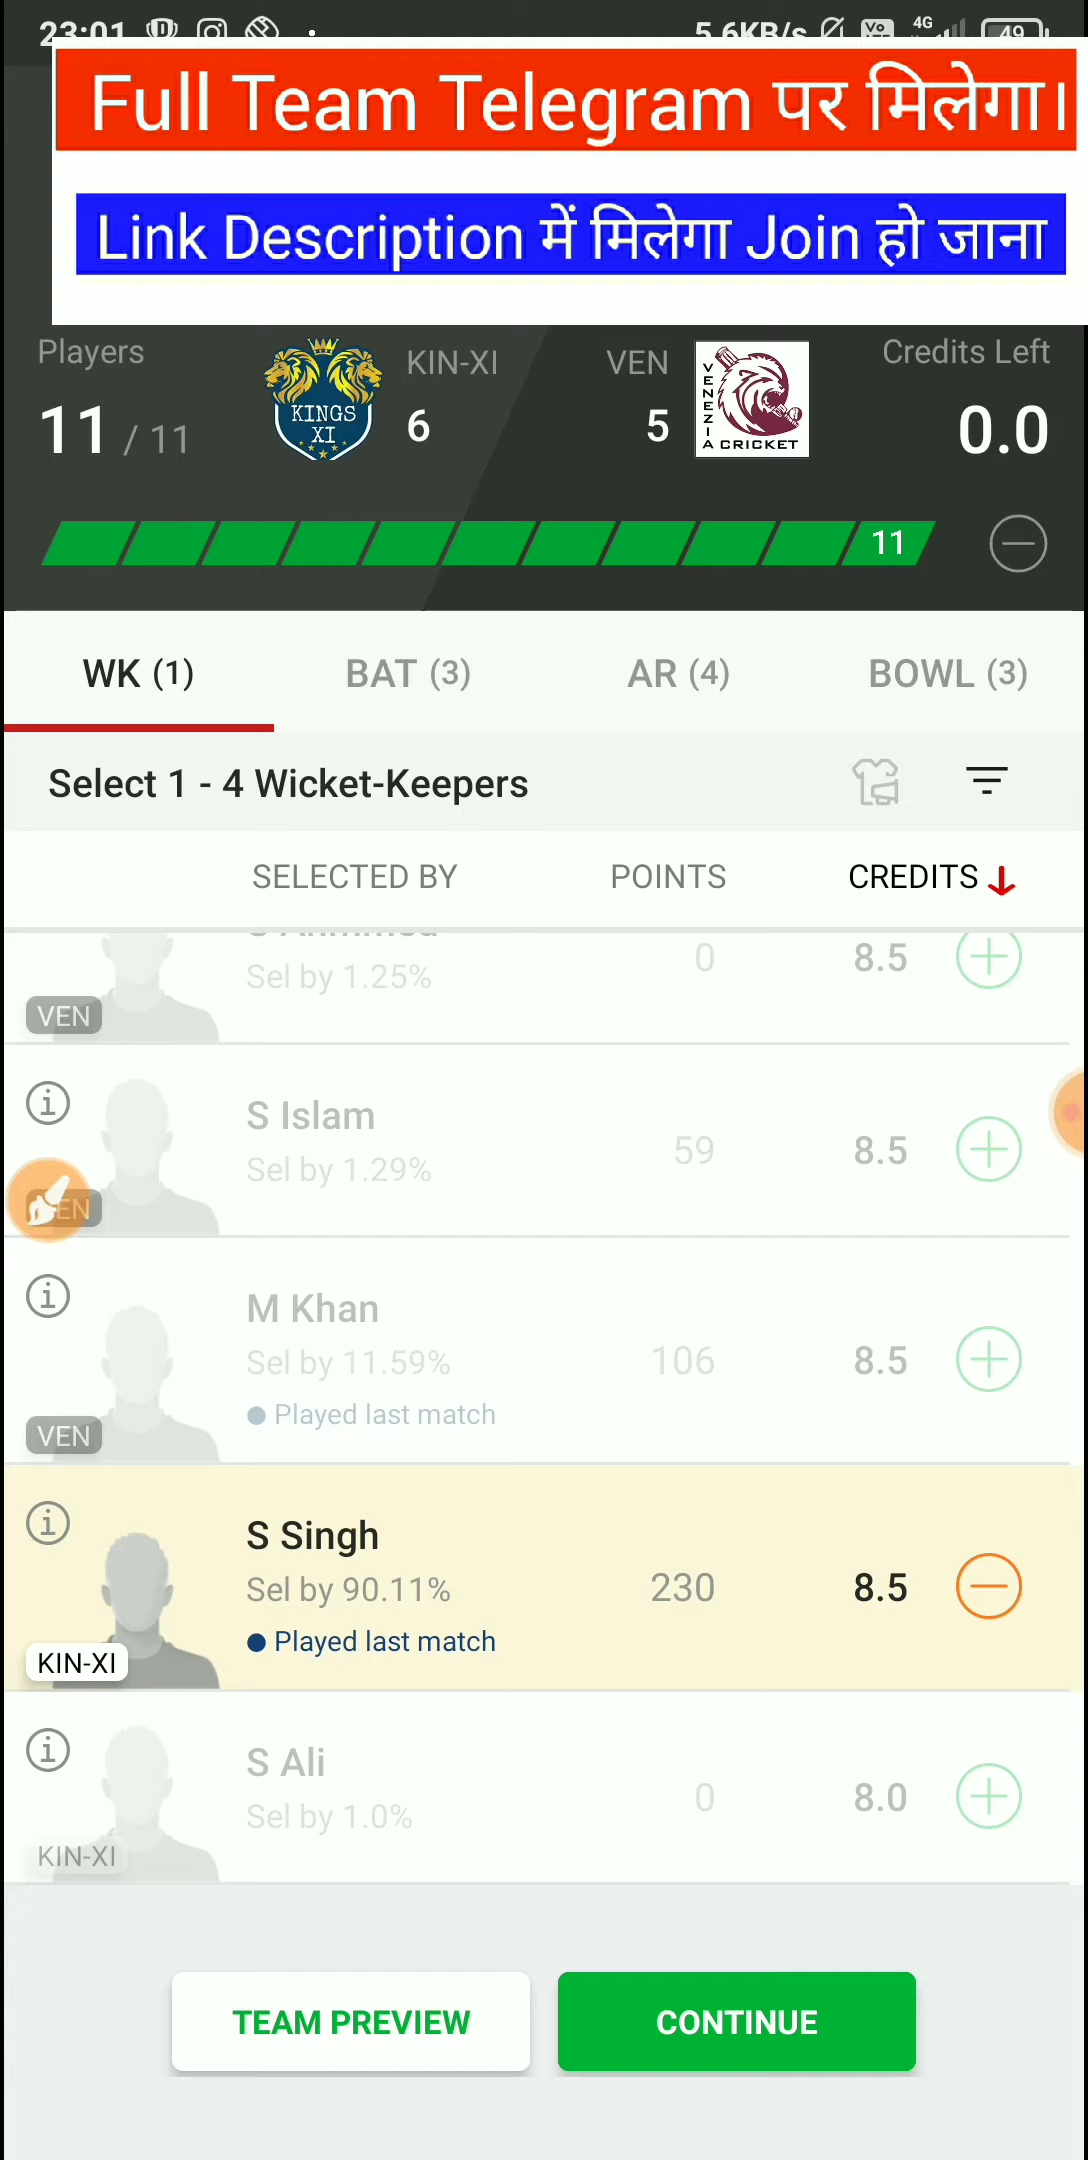 23:01 5.6KB/s 4G 49
Full Team Telegram पर मिलेगा।
Link Description में मिलेगा Join हो जाना
Players KIN-XI VEN Credits Left
11 / 11 6 5 0.0
KINGS
XI
VENEZIA
CRICKET
11
WK (1) BAT (3) AR (4) BOWL (3)
Select 1 - 4 Wicket-Keepers
SELECTED BY POINTS CREDITS
0 8.5
Sel by 1.25%
VEN
S Islam
59 8.5
Sel by 1.29%
M Khan
Sel by 11.59% 106 8.5
Played last match
VEN
S Singh
Sel by 90.11% 230 8.5
Played last match
KIN-XI
S Ali
0 8.0
Sel by 1.0%
KIN-XI
TEAM PREVIEW CONTINUE